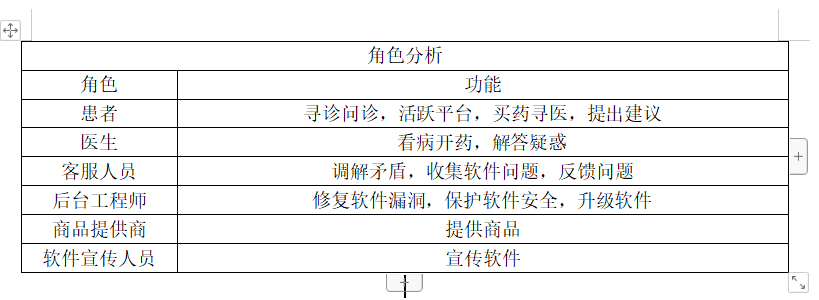 角色分析
角色 功能
患者 寻诊问诊，活跃平台，买药寻医，提出建议
医生 看病开药，解答疑惑
客服人员 调解矛盾，收集软件问题，反馈问题
后台工程师 修复软件漏洞，保护软件安全，升级软件
商品提供商 提供商品
软件宣传人员 宣传软件